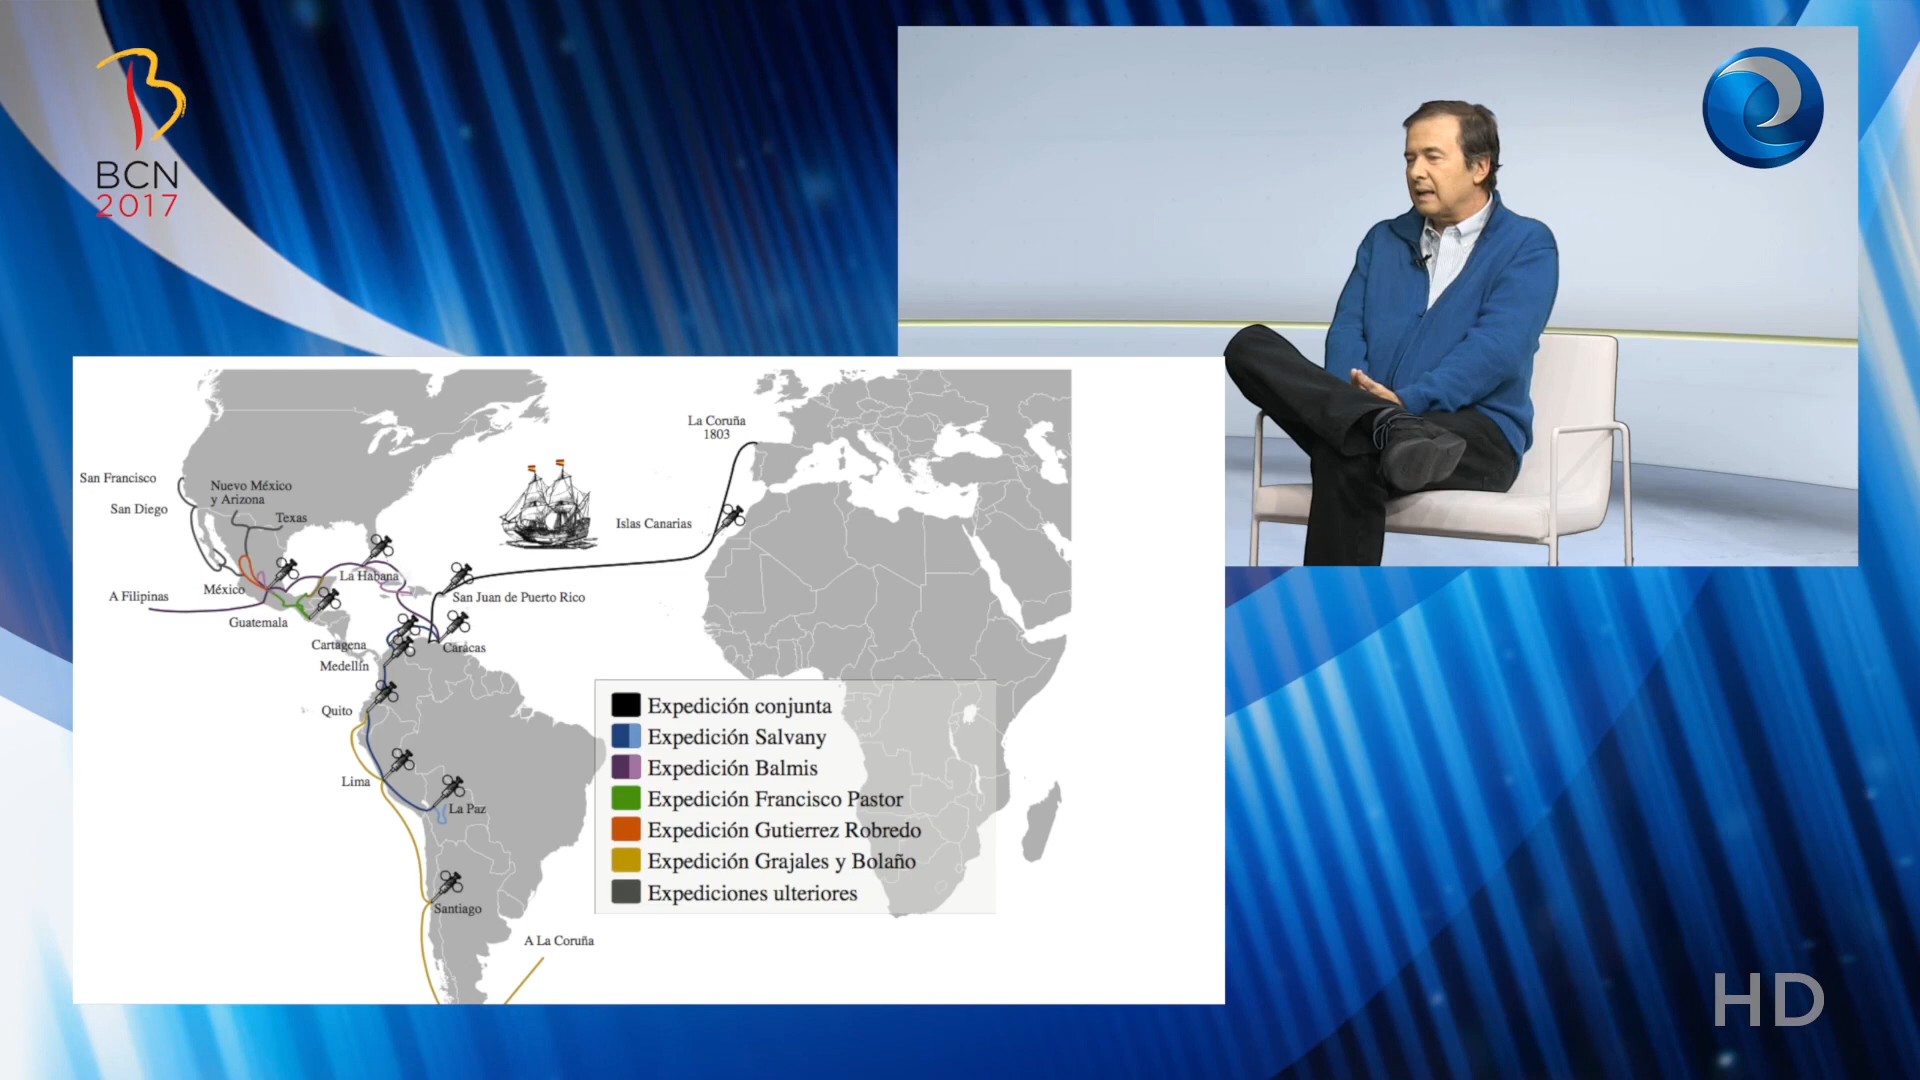 BCN
2017
La Coruña
1803
San Francisco
Nuevo México
y Arizona
San Diego
Texas
Islas Canarias
La Habana
México
A Filipinas
San Juan de Puerto Rico
Guatemala
Cartagena
Carácas
Medellín
Quito
Lima
La Paz
Santiago
A La Coruña
Expedición conjunta
Expedición Salvany
Expedición Balmis
Expedición Francisco Pastor
Expedición Gutierrez Robredo
Expedición Grajales y Bolaño
Expediciones ulteriores
HD